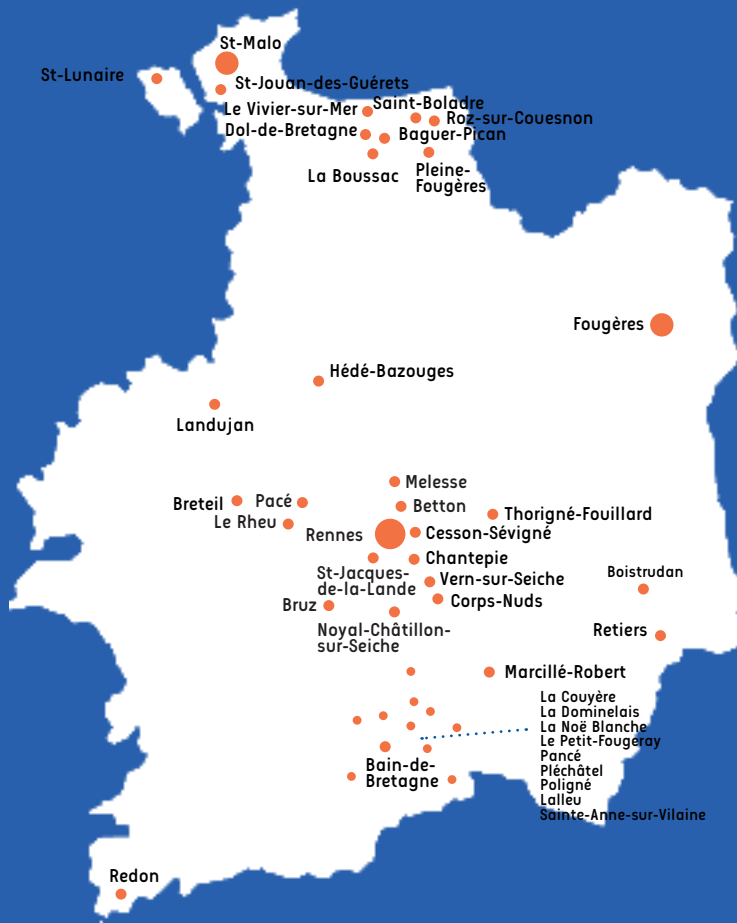 St-Malo
St-Lunaire
St-Jouan-des-Guérets
Le Vivier-sur-Mer
Saint-Boladre
Roz-sur-Couesnon
Dol-de-Bretagne
Baguer-Pican
La Boussac
Pleine-
Fougères
Fougères
Hédé-Bazouges
Landujan
Melesse
Breteil
Pacé
Betton
Thorigné-Fouillard
Le Rheu
Rennes
Cesson-Sévigné
Chantepie
St-Jacques-
de-la-Lande
Vern-sur-Seiche
Boistrudan
Bruz
Corps-Nuds
Noyal-Châtillon-
sur-Seiche
Retiers
Marcillé-Robert
La Couyère
La Dominelais
La Noë Blanche
Le Petit-Fougeray
Pancé
Pléchâtel
Poligné
Lalleu
Sainte-Anne-sur-Vilaine
Bain-de-
Bretagne
Redon